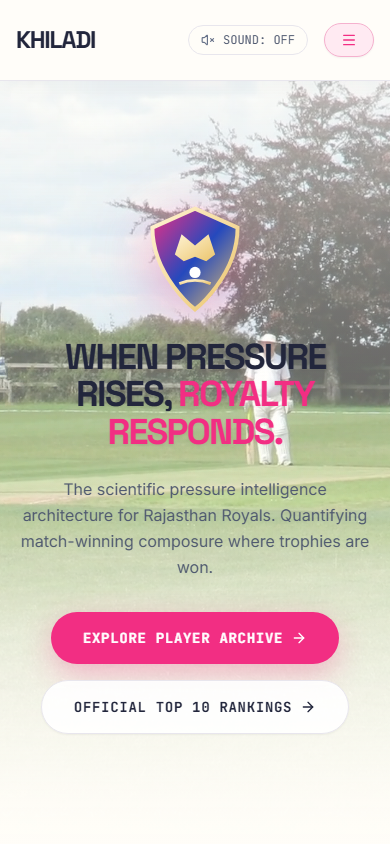 KHILADI
SOUND: OFF
WHEN PRESSURE
RISES, ROYALTY
RESPONDS.
The scientific pressure intelligence
architecture for Rajasthan Royals. Quantifying
match-winning composure where trophies are
won.
EXPLORE PLAYER ARCHIVE →
OFFICIAL TOP 10 RANKINGS →